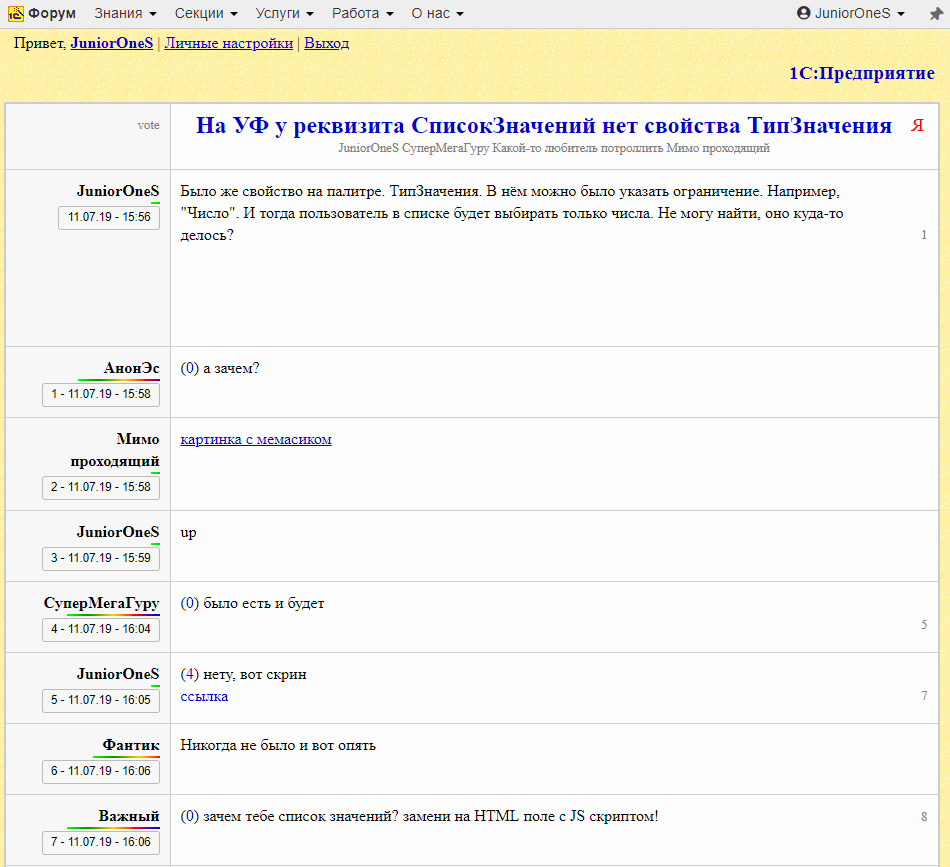 1С Форум Знания Секции Услуги Работа О нас JuniorOneS
Привет, JuniorOneS | Личные настройки | Выход
1С:Предприятие
vote
На УФ у реквизита СписокЗначений нет свойства ТипЗначения Я
JuniorOneS СуперМегаГуру Какой-то любитель потроллить Мимо проходящий
JuniorOneS
11.07.19 - 15:56
Было же свойство на палитре. ТипЗначения. В нём можно было указать ограничение. Например,
"Число". И тогда пользователь в списке будет выбирать только числа. Не могу найти, оно куда-то
делось?
1
АнонЭс
1 - 11.07.19 - 15:58
(0) а зачем?
Мимо
проходящий
2 - 11.07.19 - 15:58
картинка с мемасиком
JuniorOneS
3 - 11.07.19 - 15:59
up
СуперМегаГуру
4 - 11.07.19 - 16:04
(0) было есть и будет
5
JuniorOneS
5 - 11.07.19 - 16:05
(4) нету, вот скрин
ссылка
7
Фантик
6 - 11.07.19 - 16:06
Никогда не было и вот опять
Важный
7 - 11.07.19 - 16:06
(0) зачем тебе список значений? замени на HTML поле с JS скриптом!
8